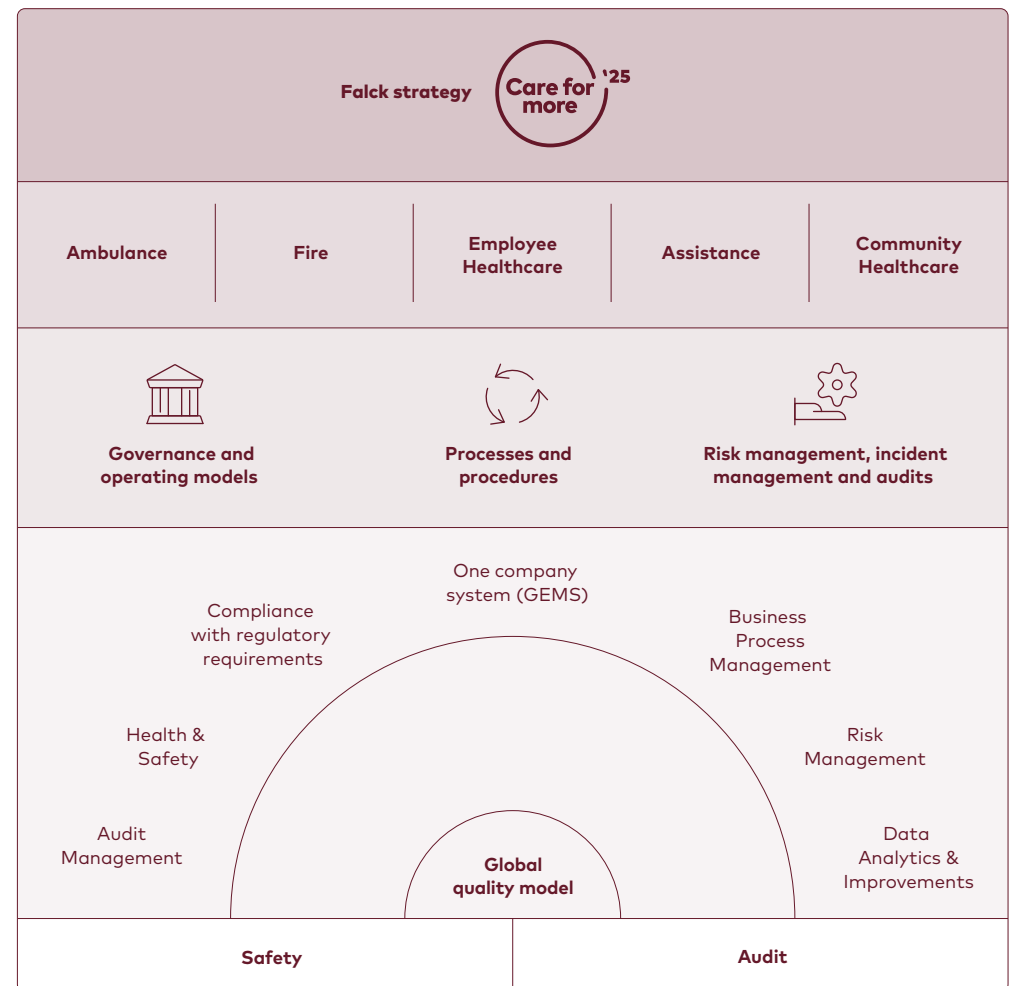 Falck strategy
Care for
more
'25
Ambulance
Fire
Employee
Healthcare
Assistance
Community
Healthcare
Governance and
operating models
Processes and
procedures
Risk management, incident
management and audits
One company
system (GEMS)
Compliance
with regulatory
requirements
Business
Process
Management
Health &
Safety
Risk
Management
Audit
Management
Data
Analytics &
Improvements
Global
quality model
Safety
Audit